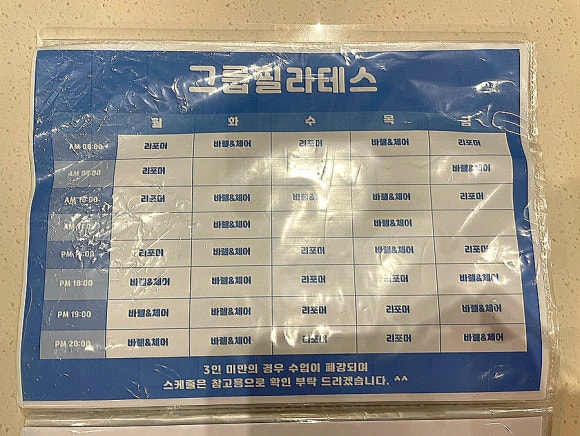 그룹필라테스
월 화 수 목 금
리포머 바렐&체어 리포머 바렐&체어 리포머
리포머 바렐&체어
AM 10:00 리포머 바렐&체어 바렐&체어 리포머
바렐&체어 바렐&체어
리포머 바렐&체어 리포머 바렐&체어 리포머
PM 18:00 바렐&체어 바렐&체어 리포머 리포머 바렐&체어
PM 19:00 바렐&체어 바렐&체어 리포머 리포머 바렐&체어
PM 20:00 바렐&체어 바렐&체어 리포머 리포머 바렐&체어
3인 미만의 경우 수업이 폐강되며
스케줄은 참고용으로 확인 부탁 드리겠습니다. ^^